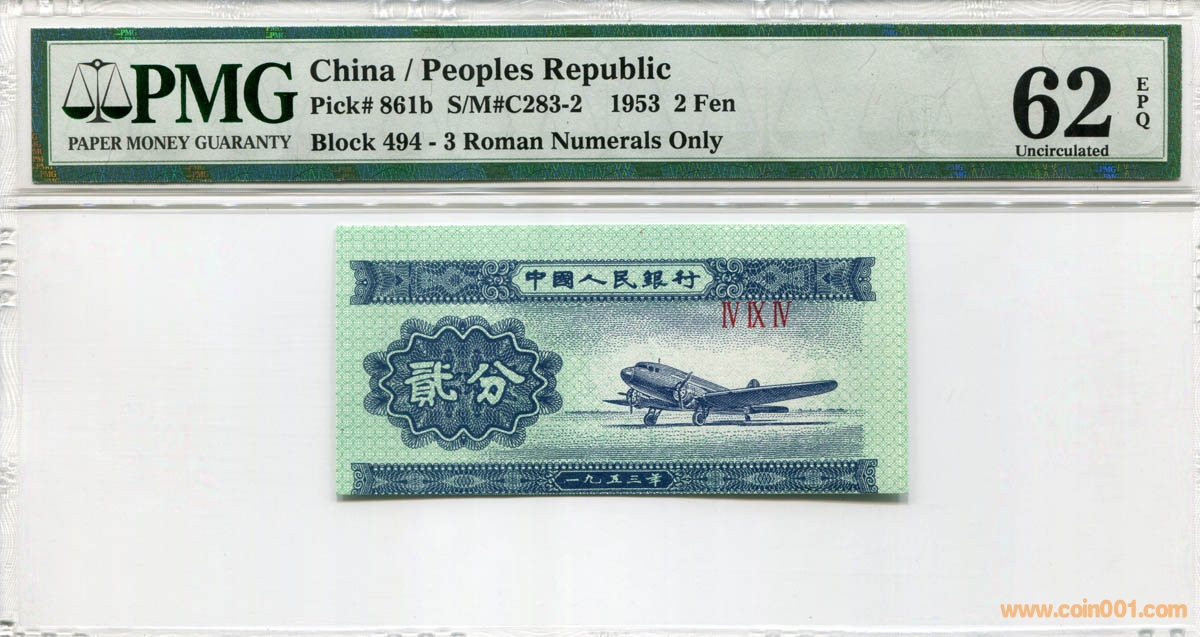 PMG
PAPER MONEY GUARANTY
China / Peoples Republic
Pick# 861b S/M#C283-2 1953 2 Fen
Block 494 - 3 Roman Numerals Only
62
EPQ
Uncirculated
中國人民銀行
IV IX IV
貳分
一九五三年
www.coin001.com